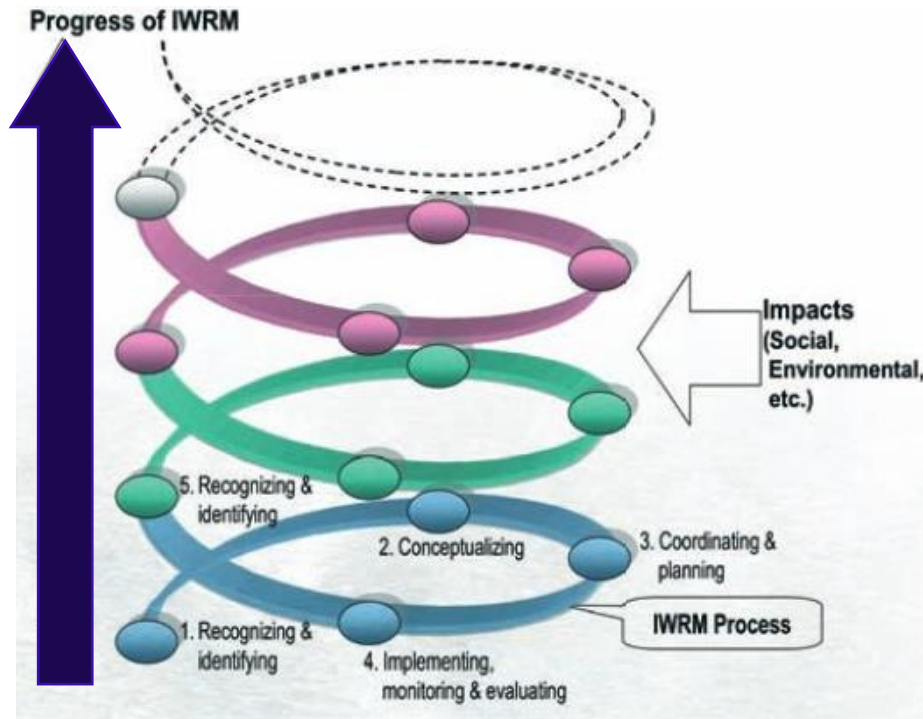 Progress of IWRM
Impacts
(Social,
Environmental,
etc.)
5. Recognizing &
identifying
2. Conceptualizing
3. Coordinating &
planning
1. Recognizing &
identifying
4. Implementing,
monitoring & evaluating
IWRM Process